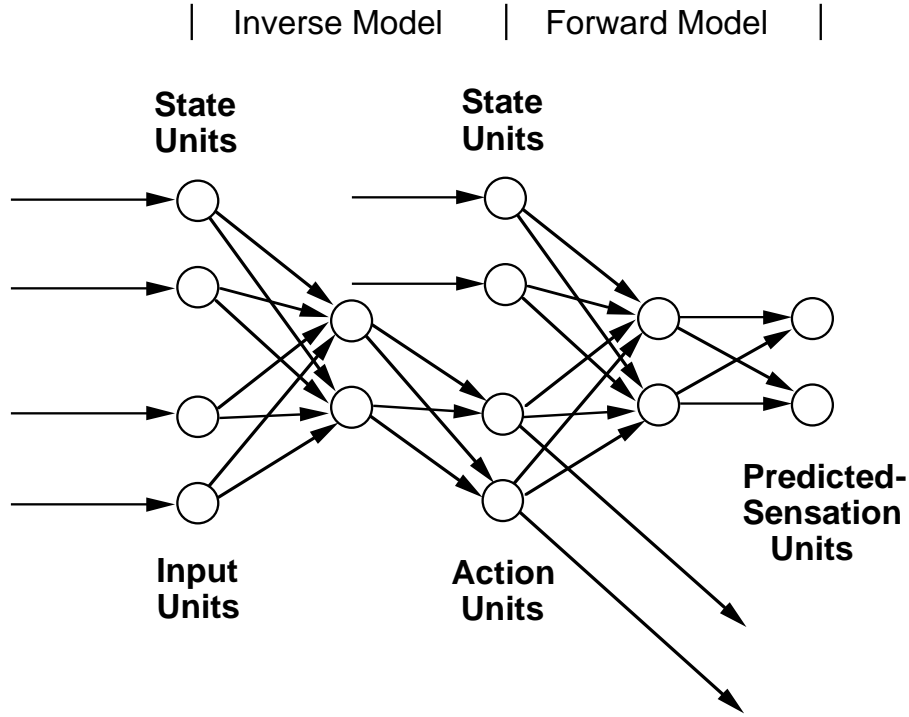 Inverse Model
Forward Model
State
Units
State
Units
Input
Units
Action
Units
Predicted-
Sensation
Units